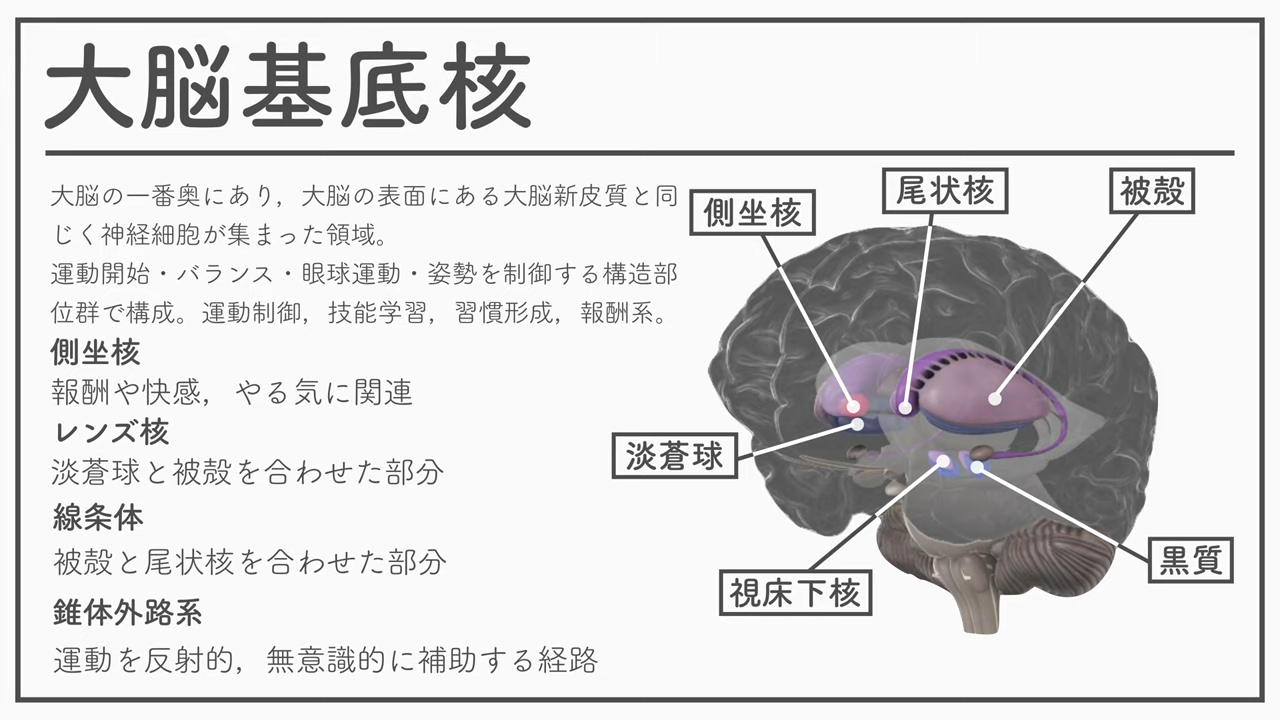 大脳基底核
大脳の一番奥にあり，大脳の表面にある大脳新皮質と同
じく神経細胞が集まった領域。
運動開始・バランス・眼球運動・姿勢を制御する構造部
位群で構成。運動制御，技能学習，習慣形成，報酬系。
側坐核
報酬や快感，やる気に関連
レンズ核
淡蒼球と被殻を合わせた部分
線条体
被殻と尾状核を合わせた部分
錐体外路系
運動を反射的，無意識的に補助する経路
側坐核
尾状核
被殻
淡蒼球
視床下核
黒質